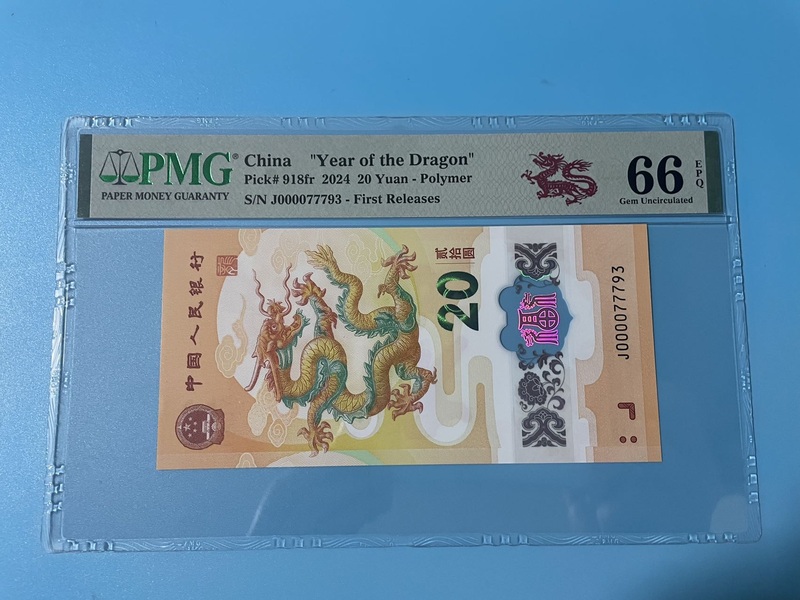 PMG®
PAPER MONEY GUARANTY
China "Year of the Dragon"
Pick# 918fr 2024 20 Yuan - Polymer
S/N J000077793 - First Releases
66
EPQ
Gem Uncirculated
中国人民银行
贰拾圆
20
J000077793